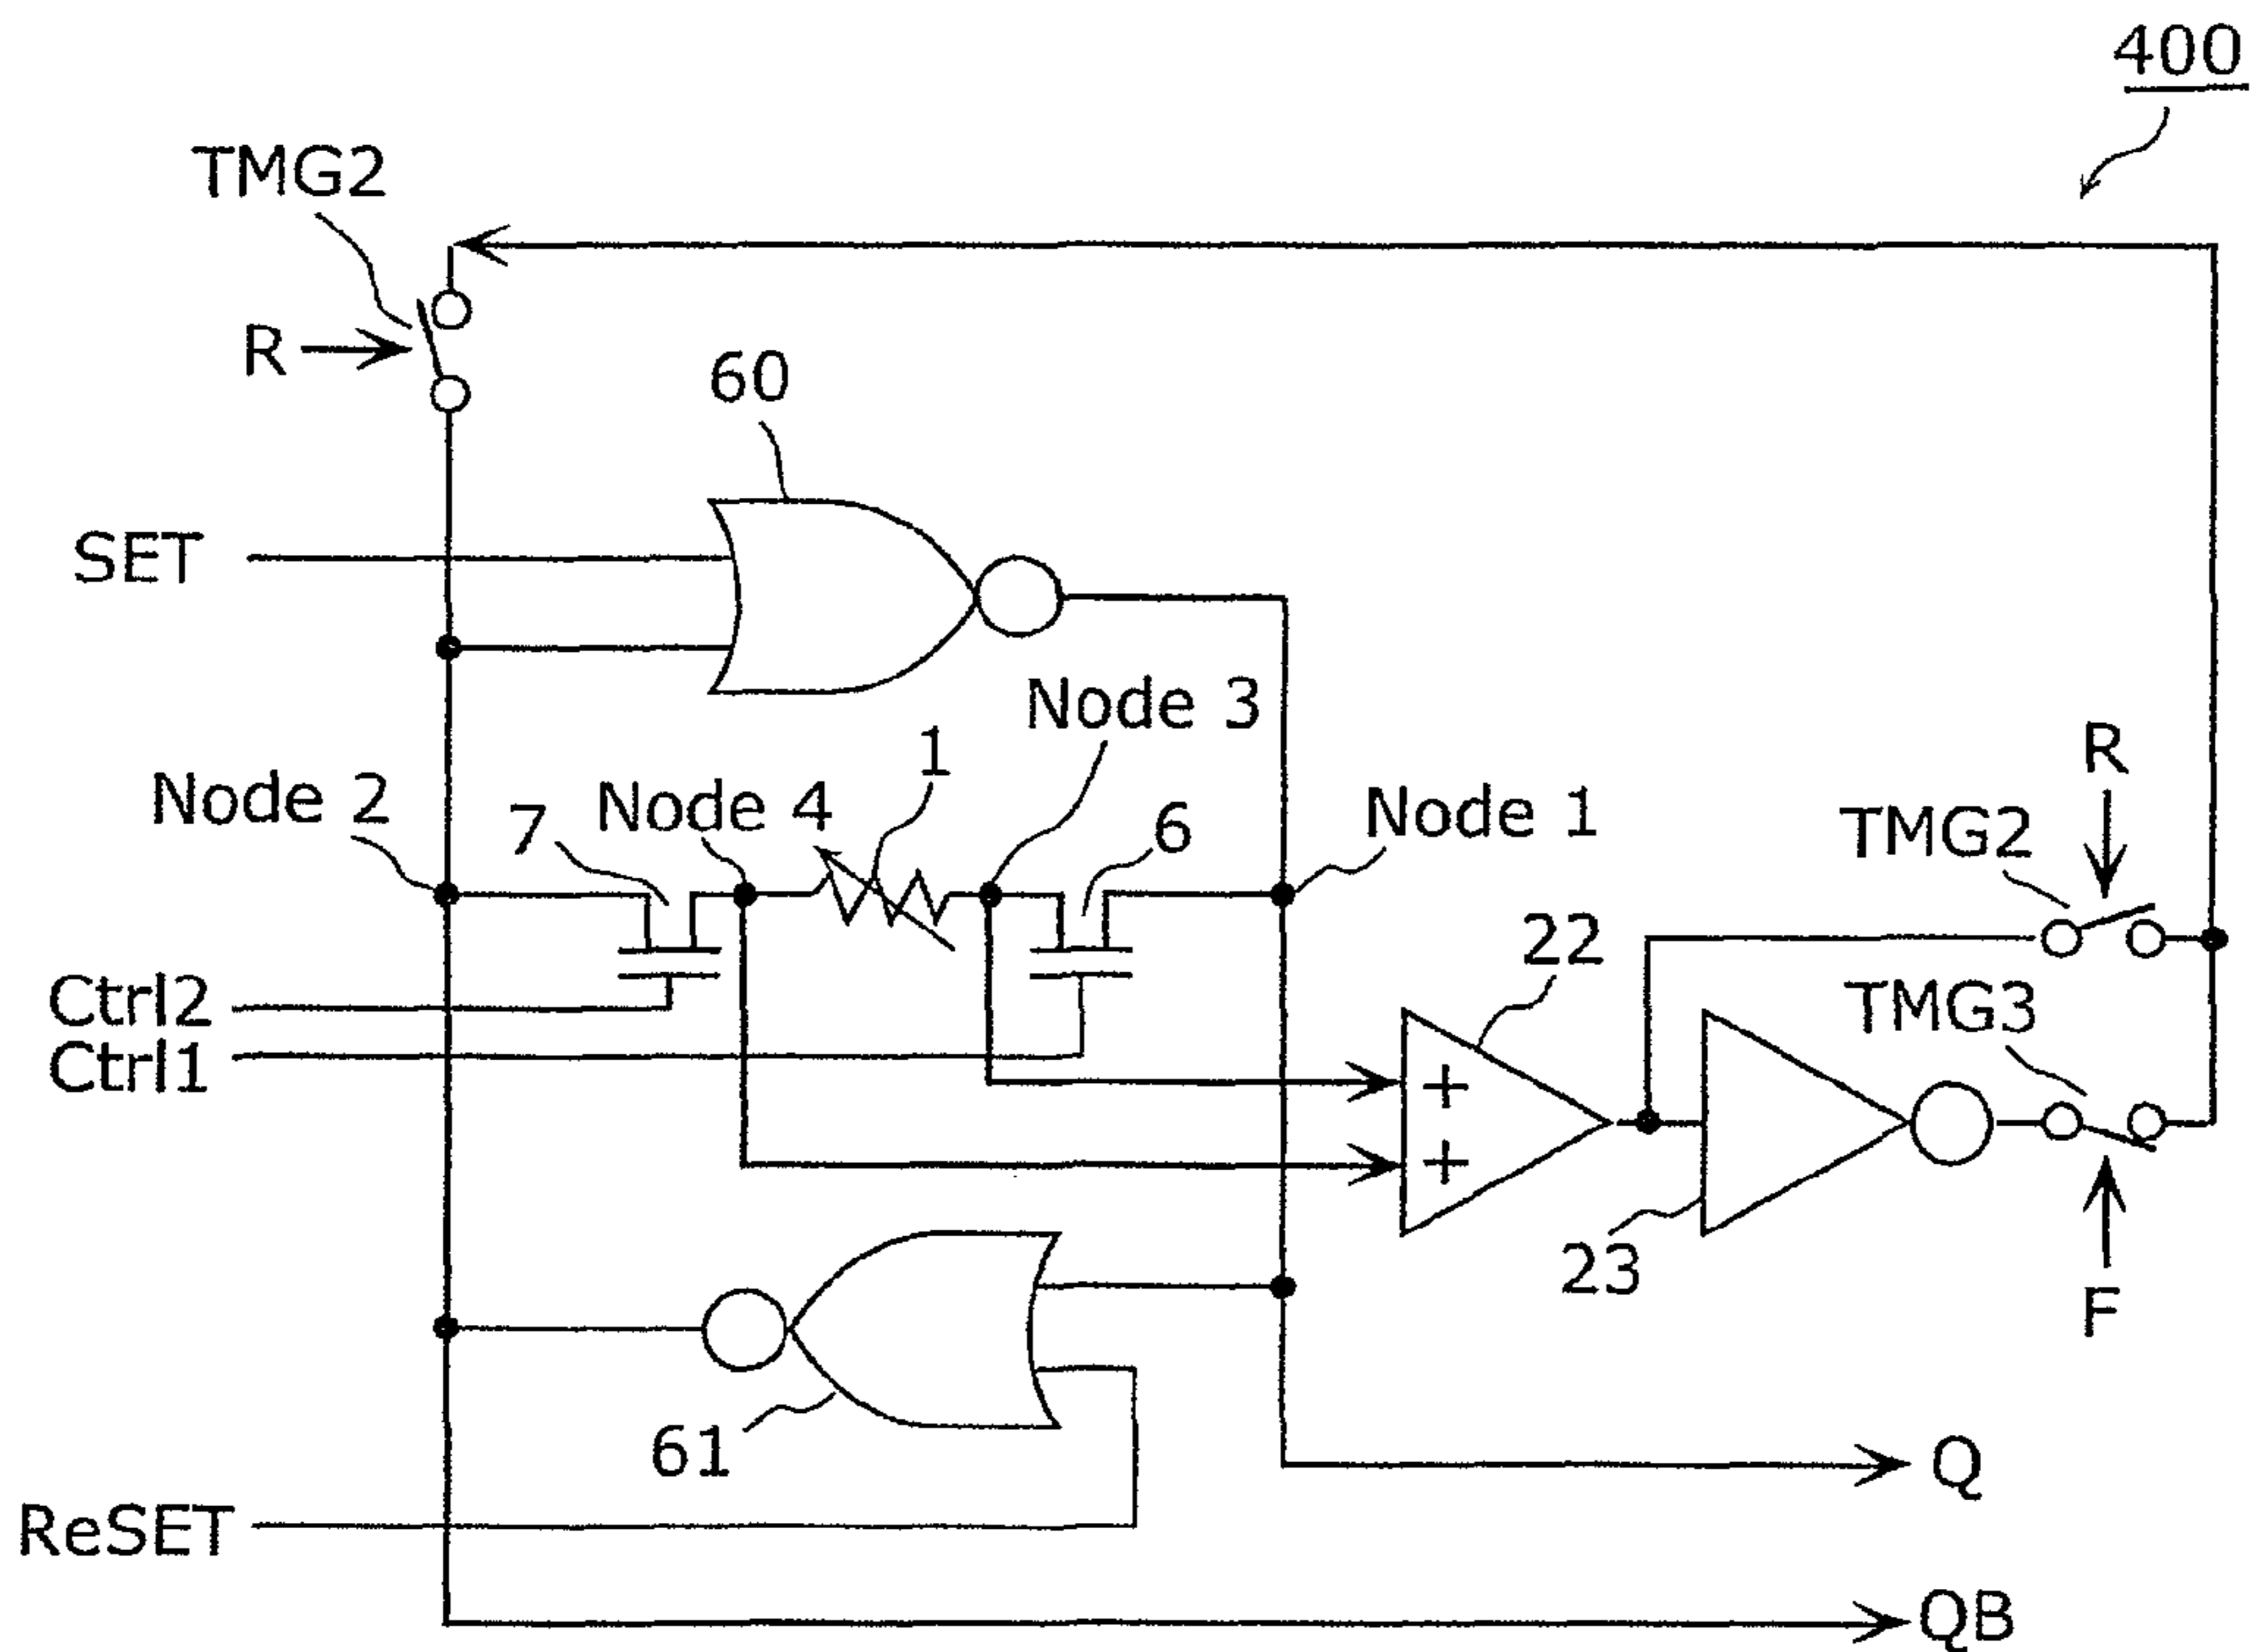 400
TMG2
R
60
SET
Node 3
1
R
Node 2
7
Node 4
6
Node 1
TMG2
22
Ctrl2
TMG3
Ctrl1
+
+
23
F
61
Q
ReSET
QB